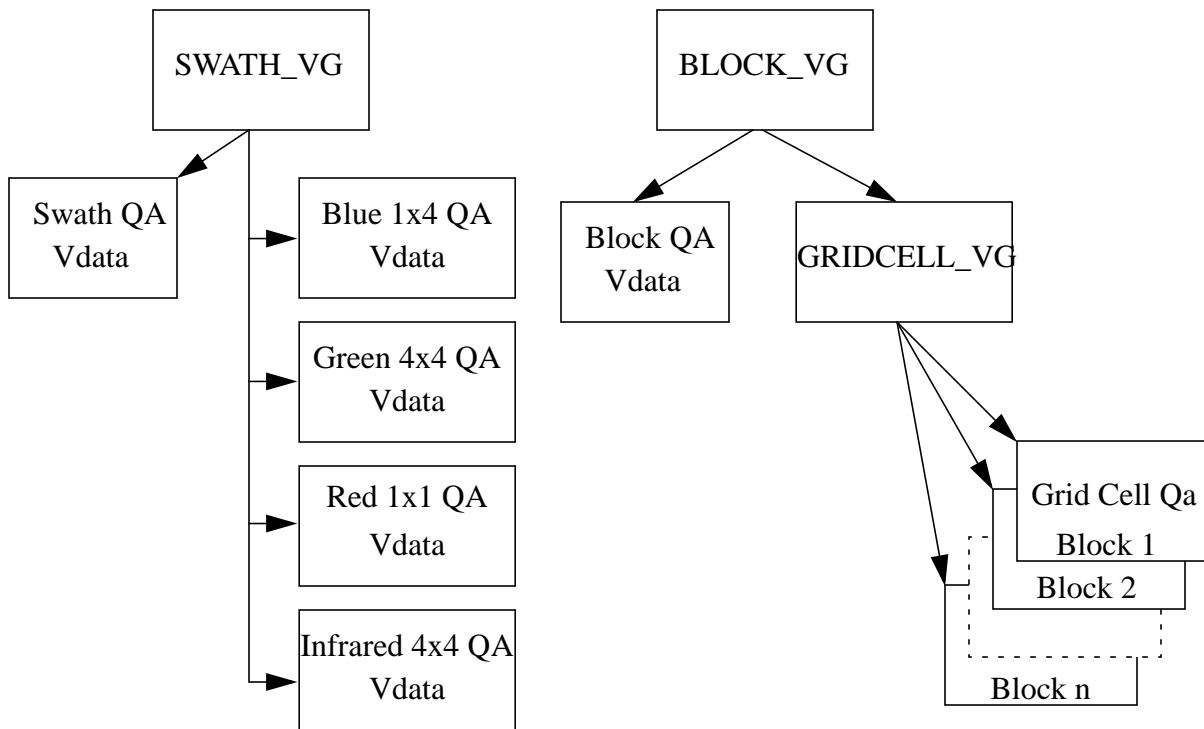 SWATH_VG
BLOCK_VG
Swath QA
Vdata
Blue 1x4 QA
Vdata
Block QA
Vdata
GRIDCELL_VG
Green 4x4 QA
Vdata
Red 1x1 QA
Vdata
Grid Cell Qa
Block 1
Block 2
Infrared 4x4 QA
Vdata
Block n